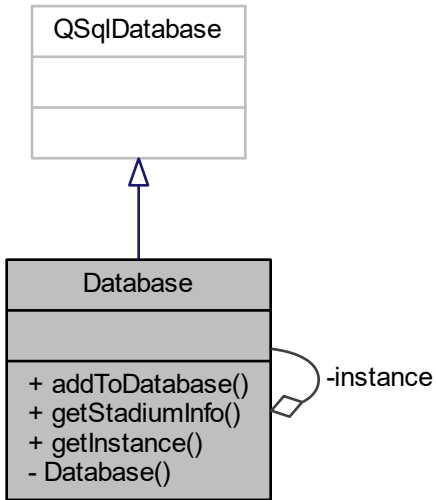 QSqlDatabase
Database
+ addToDatabase()
+ getStadiumInfo()
+ getInstance()
- Database()
-instance